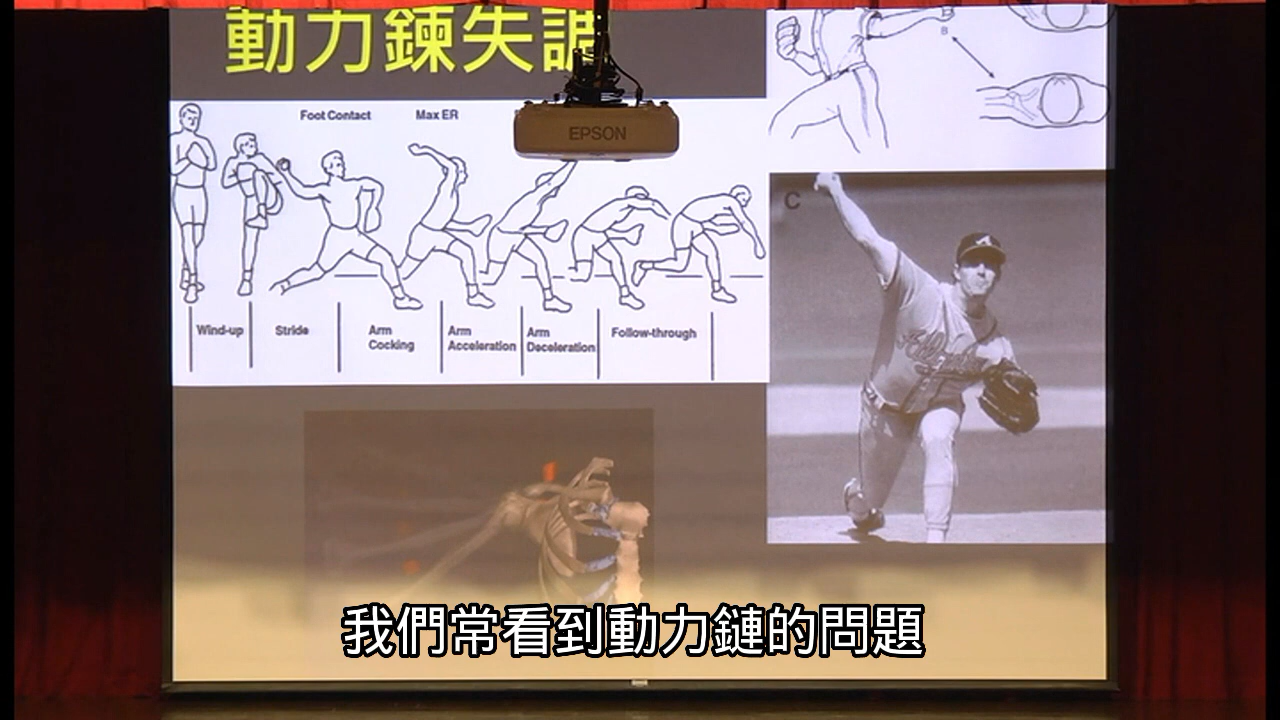 動力鍊失調
B
Foot Contact
Max ER
EPSON
C
A
Wind-up
Stride
Arm
Cocking
Arm
Acceleration
Arm
Deceleration
Follow-through
我們常看到動力鏈的問題